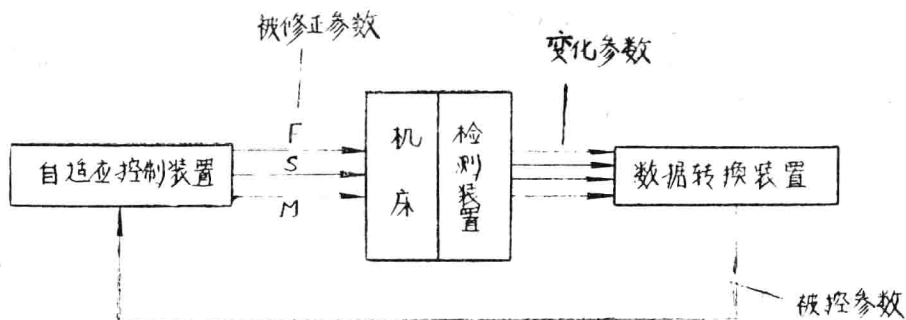 被修正参数
变化参数
F
S
M
自适应控制装置
机床
检测装置
数据转换装置
被控参数